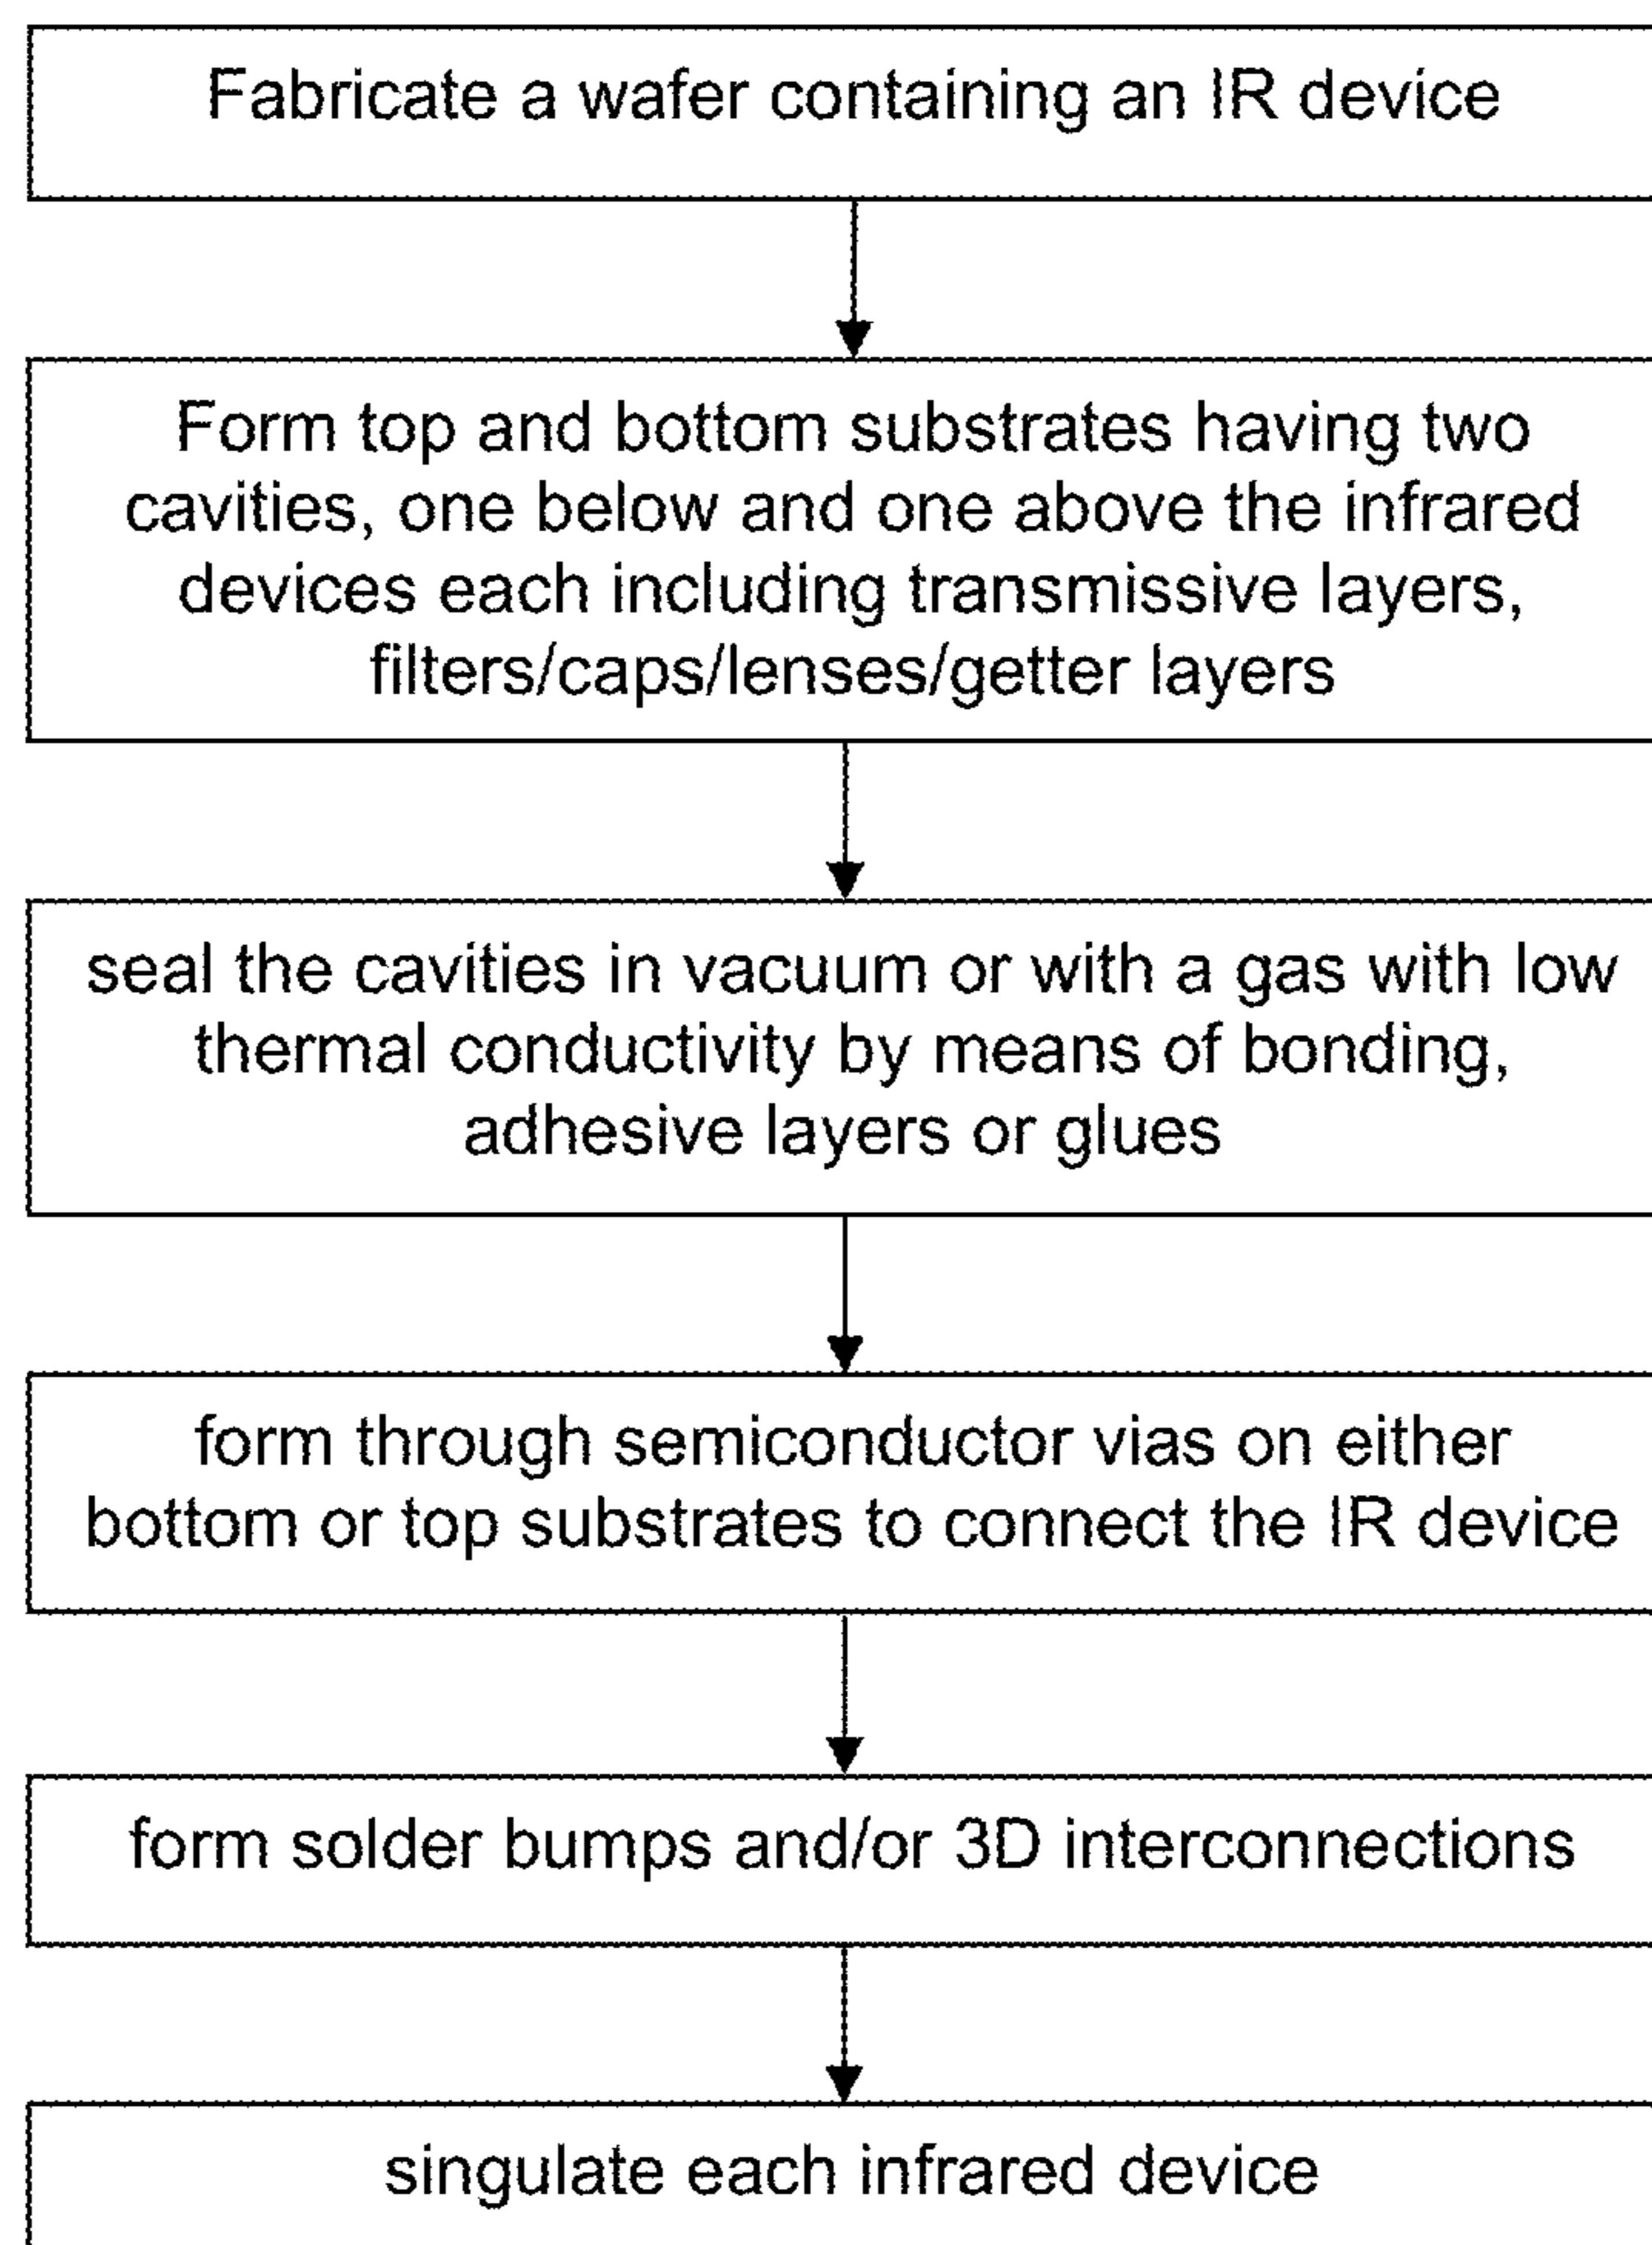 Fabricate a wafer containing an IR device
Form top and bottom substrates having two
cavities, one below and one above the infrared
devices each including transmissive layers,
filters/caps/lenses/getter layers
seal the cavities in vacuum or with a gas with low
thermal conductivity by means of bonding,
adhesive layers or glues
form through semiconductor vias on either
bottom or top substrates to connect the IR device
form solder bumps and/or 3D interconnections
singulate each infrared device